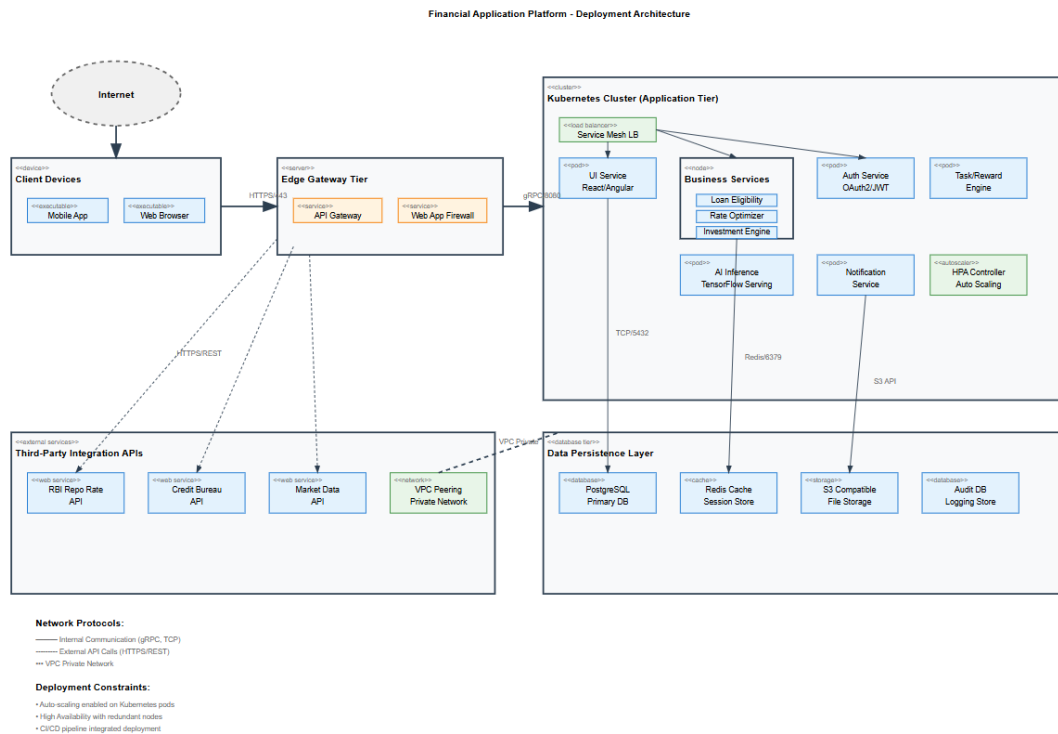 Financial Application Platform - Deployment Architecture
Internet
<<device>>
Client Devices
<<executable>>
Mobile App
<<executable>>
Web Browser
HTTPS/443
<<server>>
Edge Gateway Tier
<<service>>
API Gateway
<<service>>
Web App Firewall
gRPC/8080
<<cluster>>
Kubernetes Cluster (Application Tier)
<<load balancer>>
Service Mesh LB
<<pod>>
UI Service
React/Angular
<<node>>
Business Services
Loan Eligibility
Rate Optimizer
Investment Engine
<<pod>>
Auth Service
OAuth2/JWT
<<pod>>
Task/Reward
Engine
<<pod>>
AI Inference
TensorFlow Serving
<<pod>>
Notification
Service
<<autoscaler>>
HPA Controller
Auto Scaling
HTTPS/REST
TCP/5432
Redis/6379
S3 API
<<external services>>
Third-Party Integration APIs
<<web service>>
RBI Repo Rate
API
<<web service>>
Credit Bureau
API
<<web service>>
Market Data
API
<<network>>
VPC Peering
Private Network
VPC Private
<<database tier>>
Data Persistence Layer
<<database>>
PostgreSQL
Primary DB
<<cache>>
Redis Cache
Session Store
<<storage>>
S3 Compatible
File Storage
<<database>>
Audit DB
Logging Store
Network Protocols:
——— Internal Communication (gRPC, TCP)
-------- External API Calls (HTTPS/REST)
••• VPC Private Network
Deployment Constraints:
• Auto-scaling enabled on Kubernetes pods
• High Availability with redundant nodes
• CI/CD pipeline integrated deployment